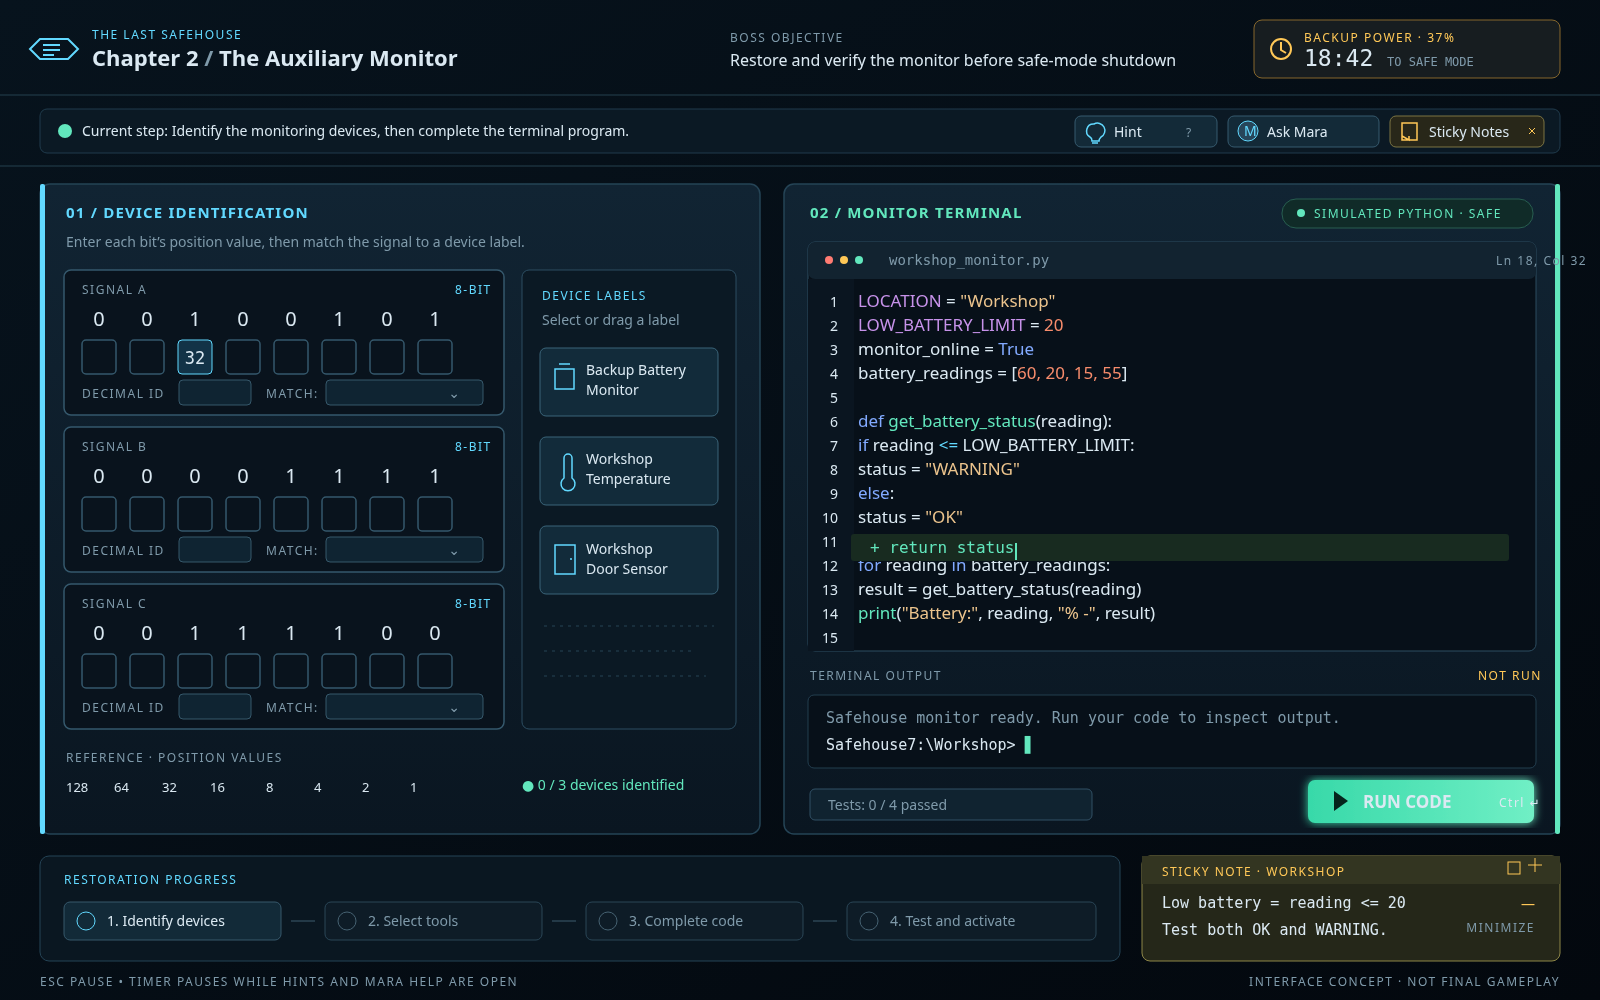 THE LAST SAFEHOUSE
Chapter 2 / The Auxiliary Monitor
BOSS OBJECTIVE
Restore and verify the monitor before safe-mode shutdown
BACKUP POWER · 37%
18:42 TO SAFE MODE
Current step: Identify the monitoring devices, then complete the terminal program.
Hint ?
M Ask Mara
Sticky Notes ×
01 / DEVICE IDENTIFICATION
Enter each bit’s position value, then match the signal to a device label.
SIGNAL A 8-BIT
0 0 1 0 0 1 0 1
32
DECIMAL ID MATCH:
SIGNAL B 8-BIT
0 0 0 0 1 1 1 1
DECIMAL ID MATCH:
SIGNAL C 8-BIT
0 0 1 1 1 1 0 0
DECIMAL ID MATCH:
DEVICE LABELS
Select or drag a label
Backup Battery
Monitor
Workshop
Temperature
Workshop
Door Sensor
REFERENCE · POSITION VALUES
128 64 32 16 8 4 2 1
0 / 3 devices identified
02 / MONITOR TERMINAL
SIMULATED PYTHON · SAFE
workshop_monitor.py
Ln 18, Col 32
1 LOCATION = "Workshop"
2 LOW_BATTERY_LIMIT = 20
3 monitor_online = True
4 battery_readings = [60, 20, 15, 55]
5
6 def get_battery_status(reading):
7 if reading <= LOW_BATTERY_LIMIT:
8 status = "WARNING"
9 else:
10 status = "OK"
11 + return status
12 for reading in battery_readings:
13 result = get_battery_status(reading)
14 print("Battery:", reading, "% -", result)
15
TERMINAL OUTPUT
NOT RUN
Safehouse monitor ready. Run your code to inspect output.
Safehouse7:\Workshop>
Tests: 0 / 4 passed
RUN CODE Ctrl ↵
RESTORATION PROGRESS
1. Identify devices
2. Select tools
3. Complete code
4. Test and activate
STICKY NOTE · WORKSHOP
Low battery = reading <= 20
Test both OK and WARNING.
MINIMIZE
ESC PAUSE • TIMER PAUSES WHILE HINTS AND MARA HELP ARE OPEN
INTERFACE CONCEPT · NOT FINAL GAMEPLAY